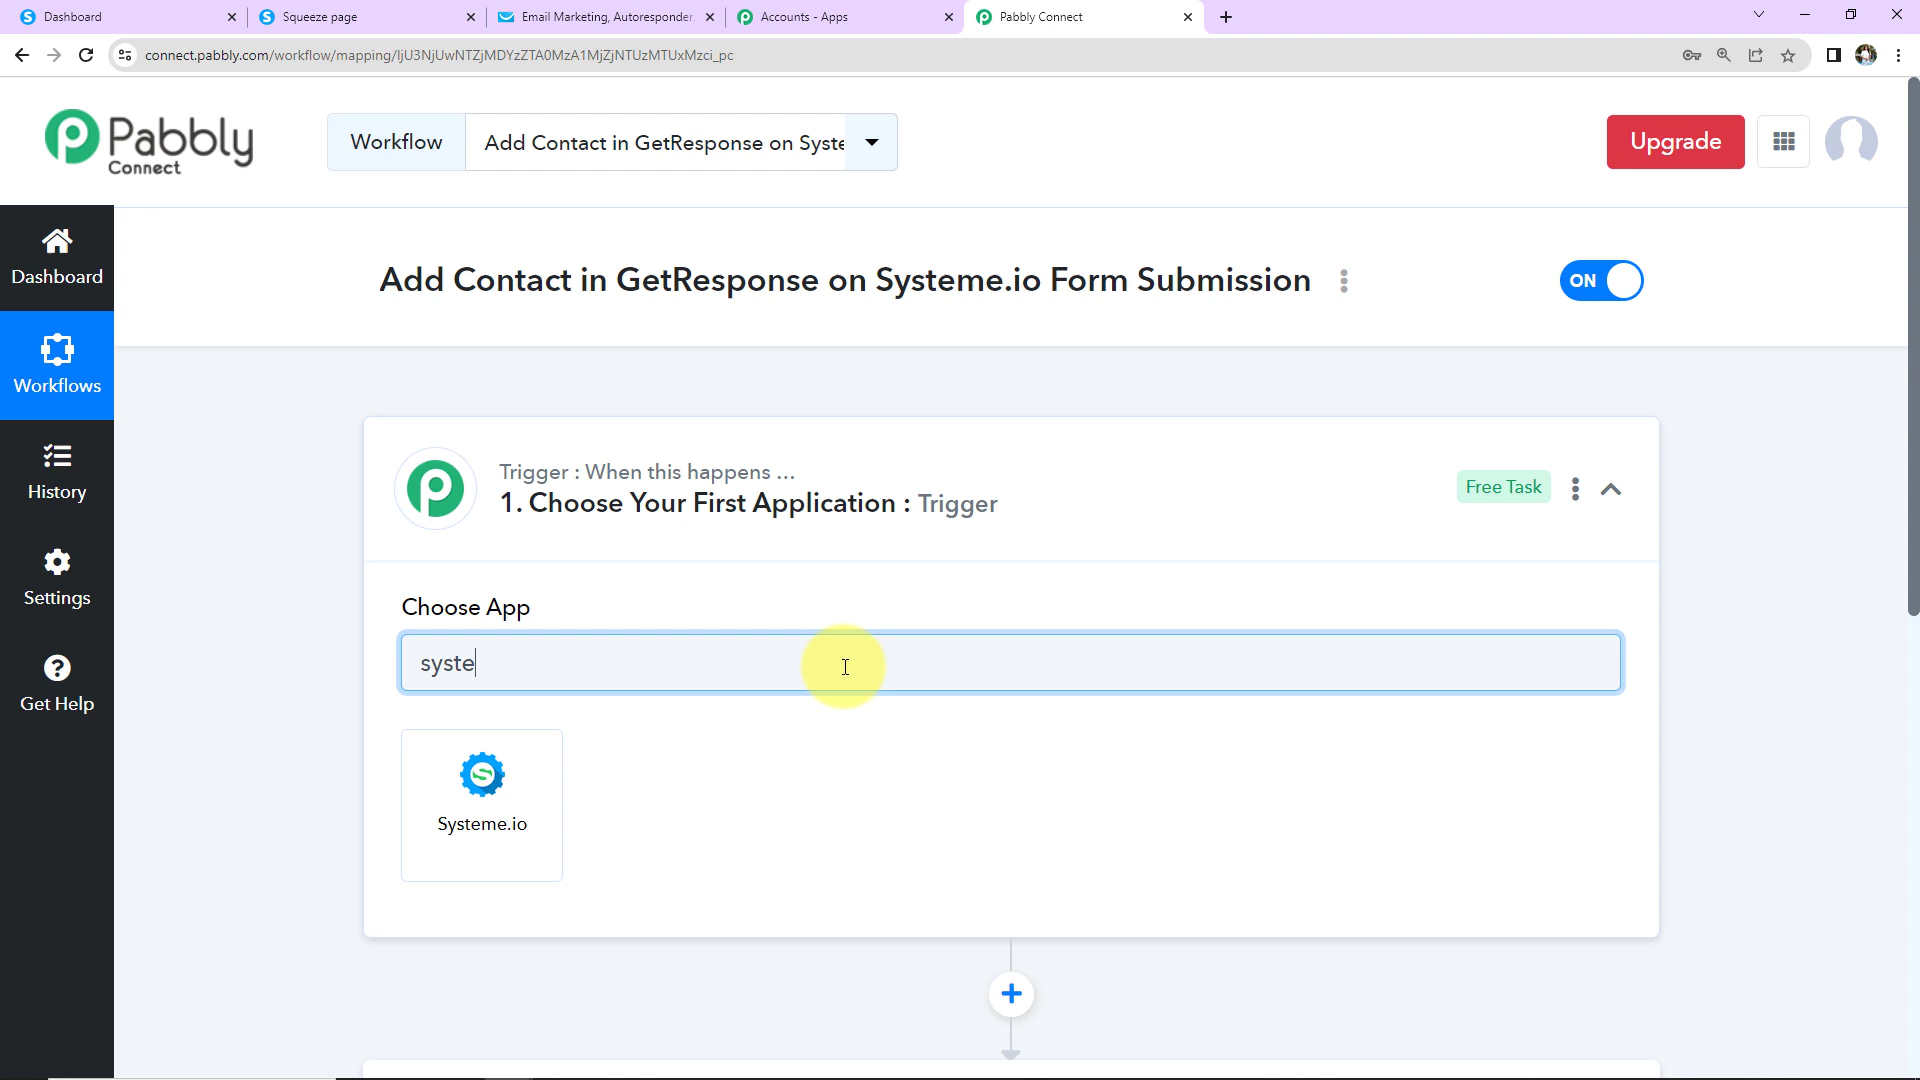 Dashboard
Squeeze page
Email Marketing, Autoresponder,
Accounts - Apps
Pabbly Connect
connect.pabbly.com/workflow/mapping/IjU3NjUwNTZjMDYzZTA0MzA1MjZjNTUzMTUxMzci_pc
Pabbly
Connect
Workflow
Add Contact in GetResponse on Syste
Upgrade
Dashboard
Workflows
History
Settings
Get Help
Add Contact in GetResponse on Systeme.io Form Submission
ON
Trigger : When this happens ...
1. Choose Your First Application : Trigger
Free Task
Choose App
syste
Systeme.io